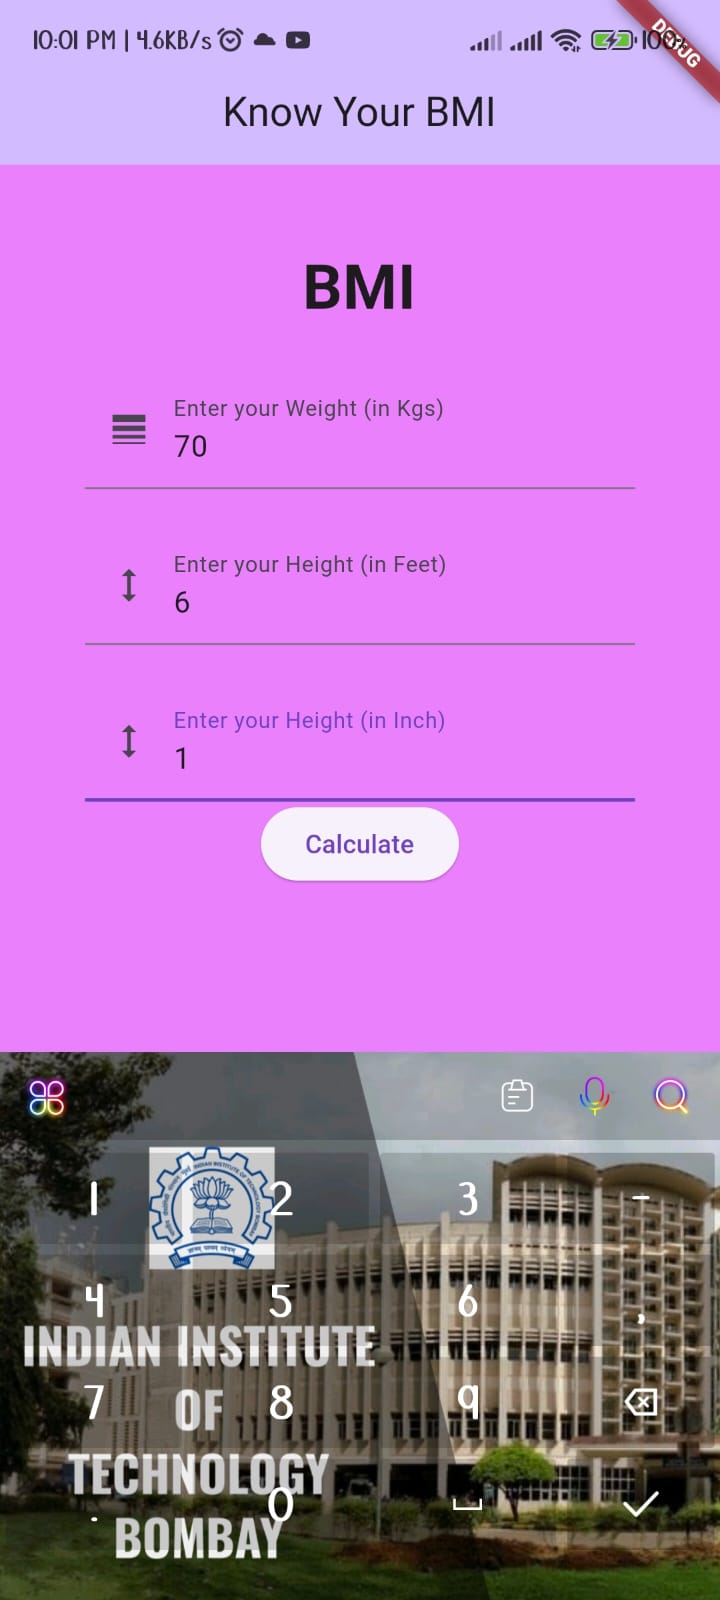 10:01 PM | 4.6KB/s
100%
DEBUG
Know Your BMI
BMI
Enter your Weight (in Kgs)
70
Enter your Height (in Feet)
6
Enter your Height (in Inch)
1
Calculate
1 2 3 -
4 5 6 ,
INDIAN INSTITUTE
7 8 9
OF
TECHNOLOGY
. 0
BOMBAY